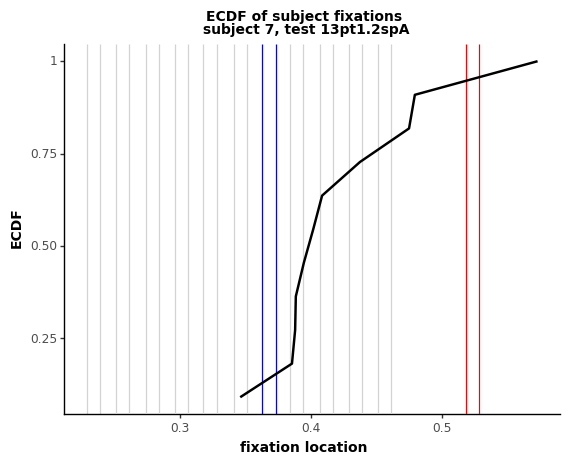 ECDF of subject fixations
subject 7, test 13pt1.2spA
1
0.75
0.50
0.25
ECDF
0.3
0.4
0.5
fixation location